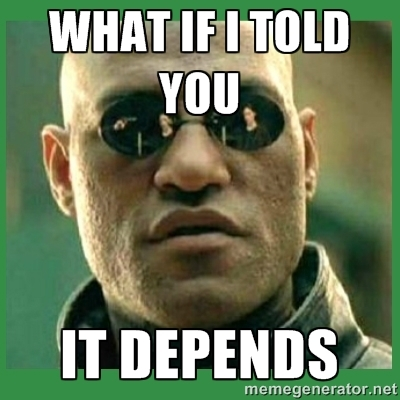 WHAT IF I TOLD
YOU
IT DEPENDS
memegenerator.net